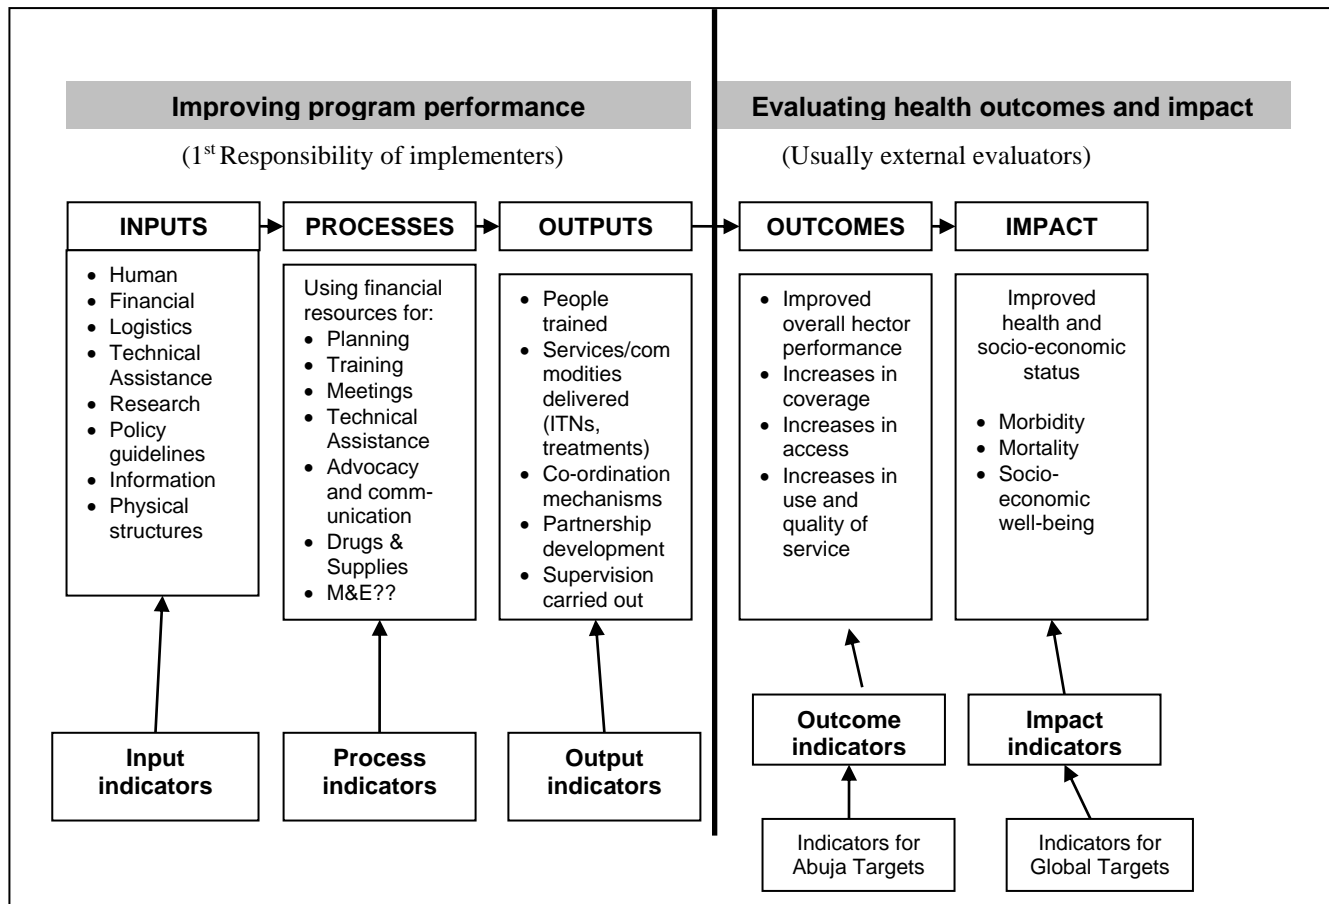 Improving program performance
(1st Responsibility of implementers)
Evaluating health outcomes and impact
(Usually external evaluators)
INPUTS
PROCESSES
OUTPUTS
OUTCOMES
IMPACT
• Human
• Financial
• Logistics
• Technical
Assistance
• Research
• Policy
guidelines
• Information
• Physical
structures
Using financial
resources for:
• Planning
• Training
• Meetings
• Technical
Assistance
• Advocacy
and comm-
unication
• Drugs &
Supplies
• M&E??
• People
trained
• Services/com
modities
delivered
(ITNs,
treatments)
• Co-ordination
mechanisms
• Partnership
development
• Supervision
carried out
• Improved
overall hector
performance
• Increases in
coverage
• Increases in
access
• Increases in
use and
quality of
service
Improved
health and
socio-economic
status
• Morbidity
• Mortality
• Socio-
economic
well-being
Input
indicators
Process
indicators
Output
indicators
Outcome
indicators
Impact
indicators
Indicators for
Abuja Targets
Indicators for
Global Targets